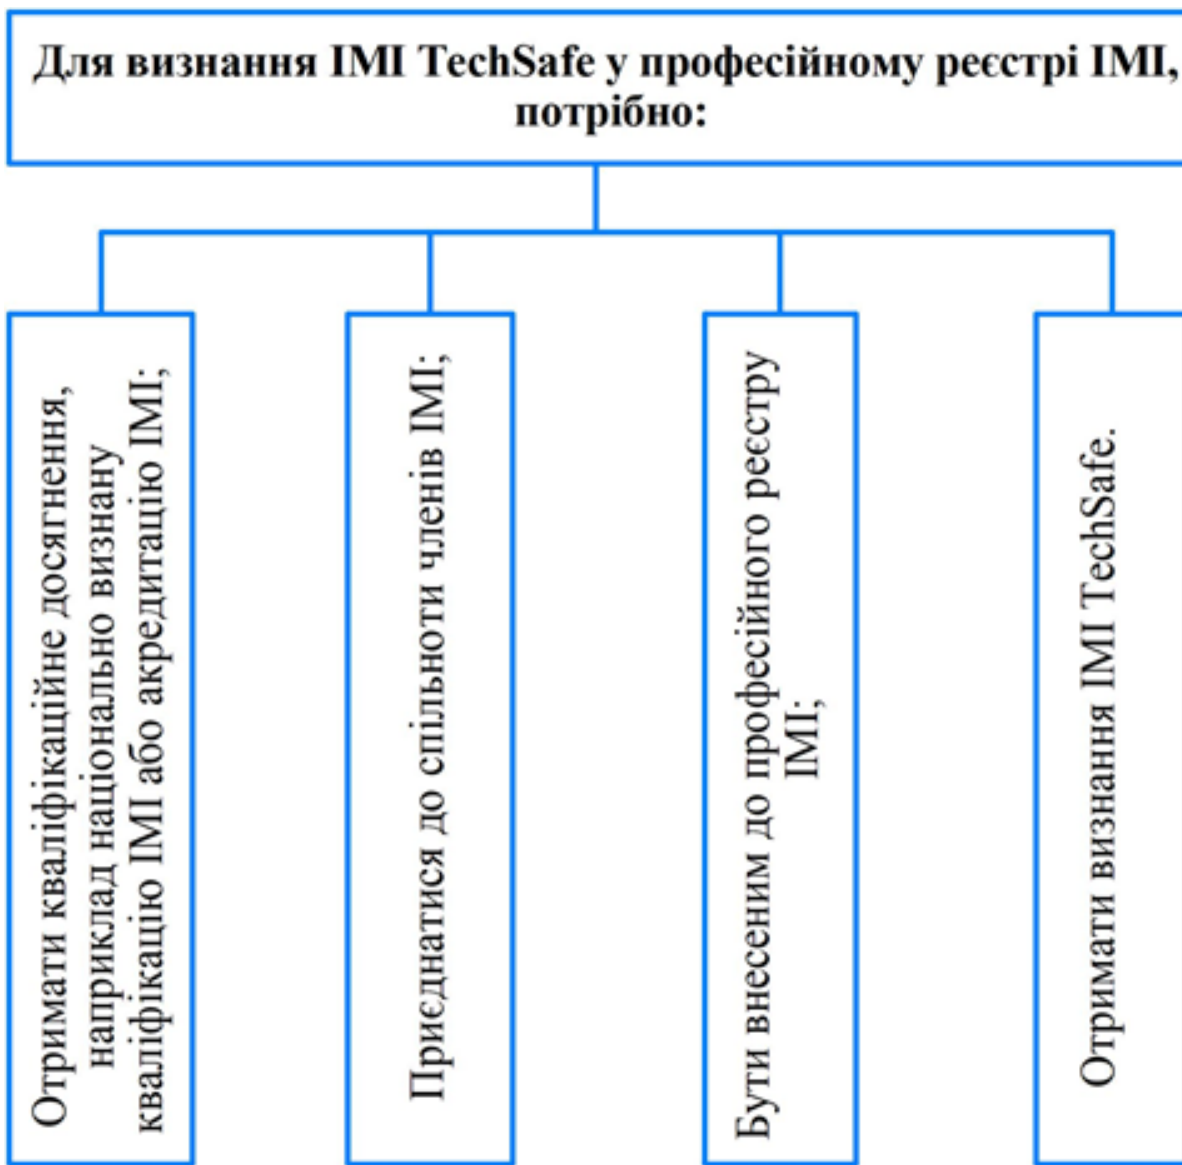 Для визнання IMI TechSafe у професійному реєстрі IMI,
потрібно:
Отримати кваліфікаційне досягнення,
наприклад національно визнану
кваліфікацію IMI або акредитацію IMI;
Приєднатися до спільноти членів IMI;
Бути внесеним до професійного реєстру
IMI;
Отримати визнання IMI TechSafe.